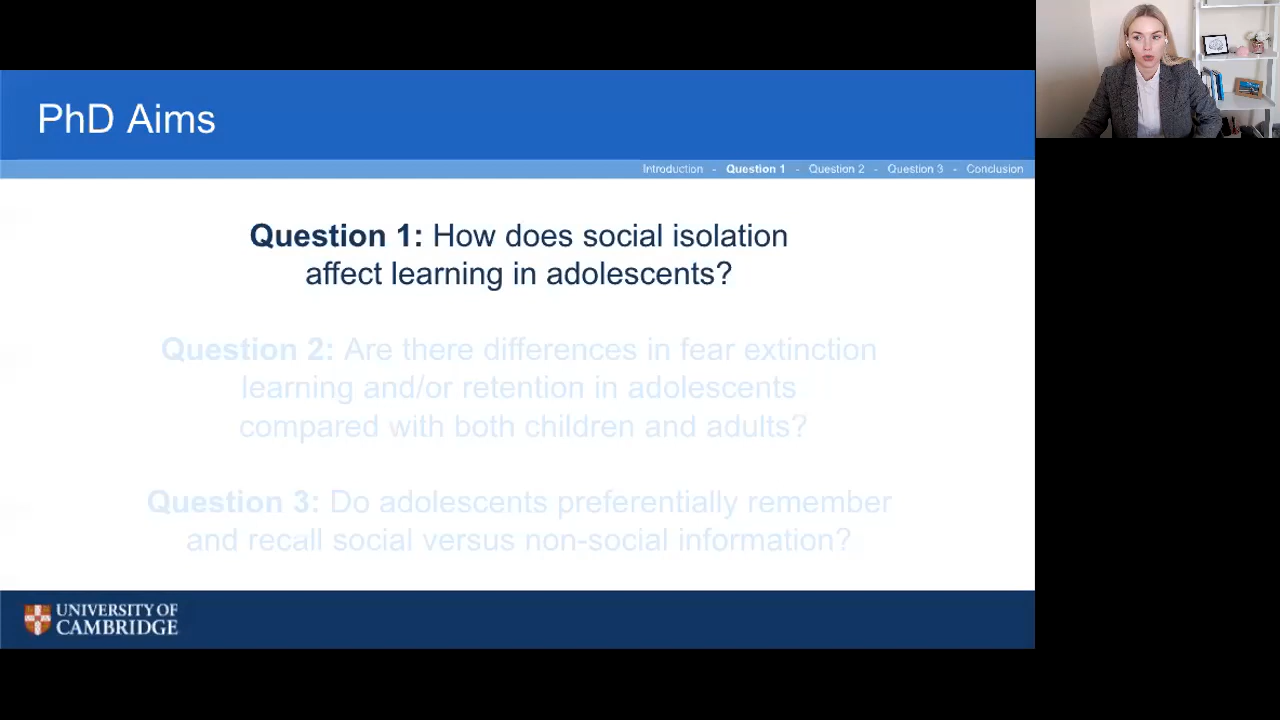 PhD Aims
Introduction - Question 1 - Question 2 - Question 3 - Conclusion
Question 1: How does social isolation
affect learning in adolescents?
Question 2: Are there differences in fear extinction
learning and/or retention in adolescents
compared with both children and adults?
Question 3: Do adolescents preferentially remember
and recall social versus non-social information?
UNIVERSITY OF
CAMBRIDGE